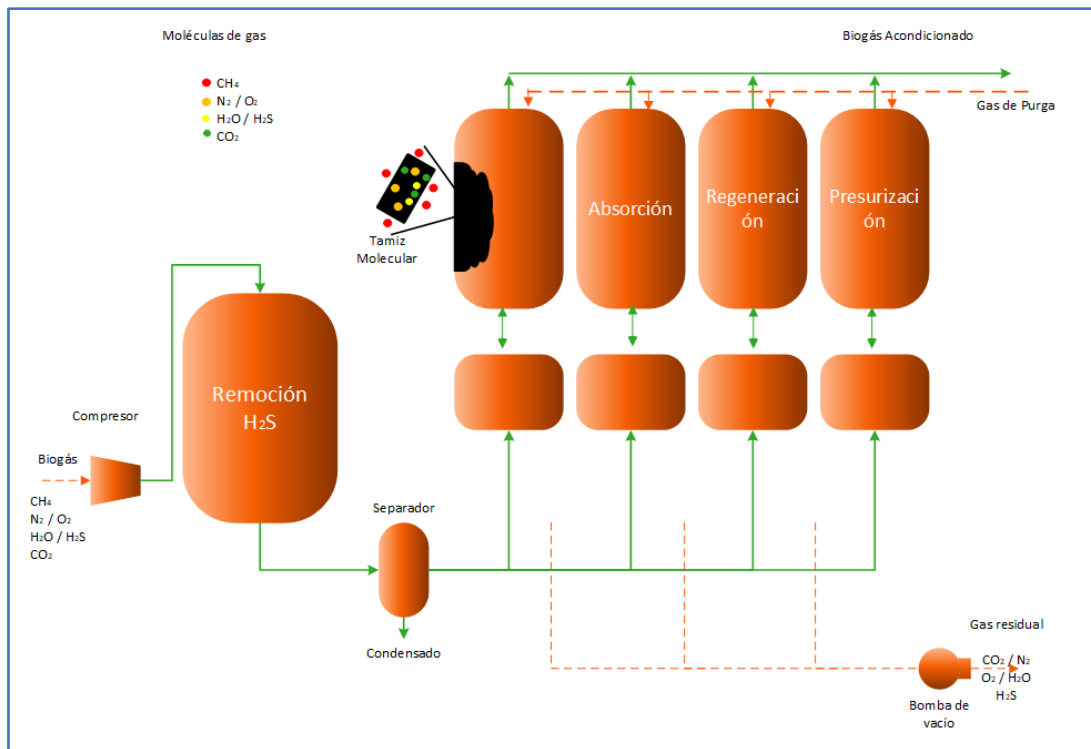 Moléculas de gas
CH₄
N₂ / O₂
H₂O / H₂S
CO₂
Biogás Acondicionado
Gas de Purga
Tamiz
Molecular
Absorción
Regeneraci
ón
Presurizaci
ón
Remoción
H₂S
Compresor
Biogás
CH₄
N₂ / O₂
H₂O / H₂S
CO₂
Separador
Condensado
Gas residual
CO₂ / N₂
O₂ / H₂O
H₂S
Bomba de
vacío